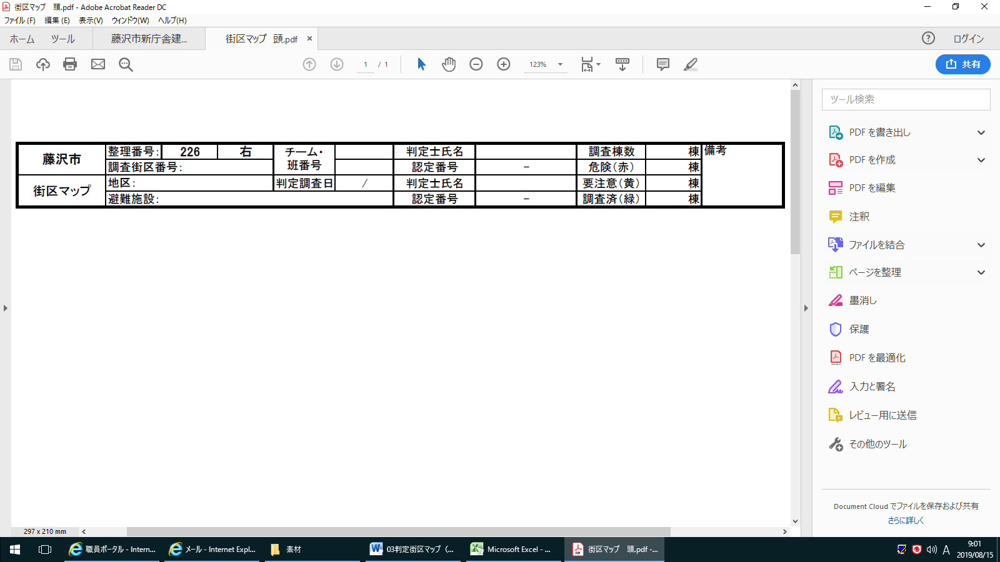 街区マップ　頭.pdf - Adobe Acrobat Reader DC
ファイル(F) 編集(E) 表示(V) ウィンドウ(W) ヘルプ(H)
ホーム ツール 藤沢市新庁舎建... 街区マップ　頭.pdf × ? ログイン
1 / 1 123% 共有
藤沢市 整理番号: 226 右 チーム・班番号 判定士氏名 調査棟数 棟 備考
調査街区番号: 認定番号 － 危険(赤) 棟
街区マップ 地区: 判定調査日 / 判定士氏名 要注意(黄) 棟
避難施設: 認定番号 － 調査済(緑) 棟
297 x 210 mm
ツール検索
PDF を書き出し
PDF を作成
PDF を編集
注釈
ファイルを結合
ページを整理
墨消し
保護
PDF を最適化
入力と署名
レビュー用に送信
その他のツール
Document Cloud でファイルを保存および共有
さらに詳しく
職員ポータル - Intern... メール - Internet Expl... 素材 03判定街区マップ（... Microsoft Excel - ... 街区マップ　頭.pdf -... A 9:01
2019/08/15